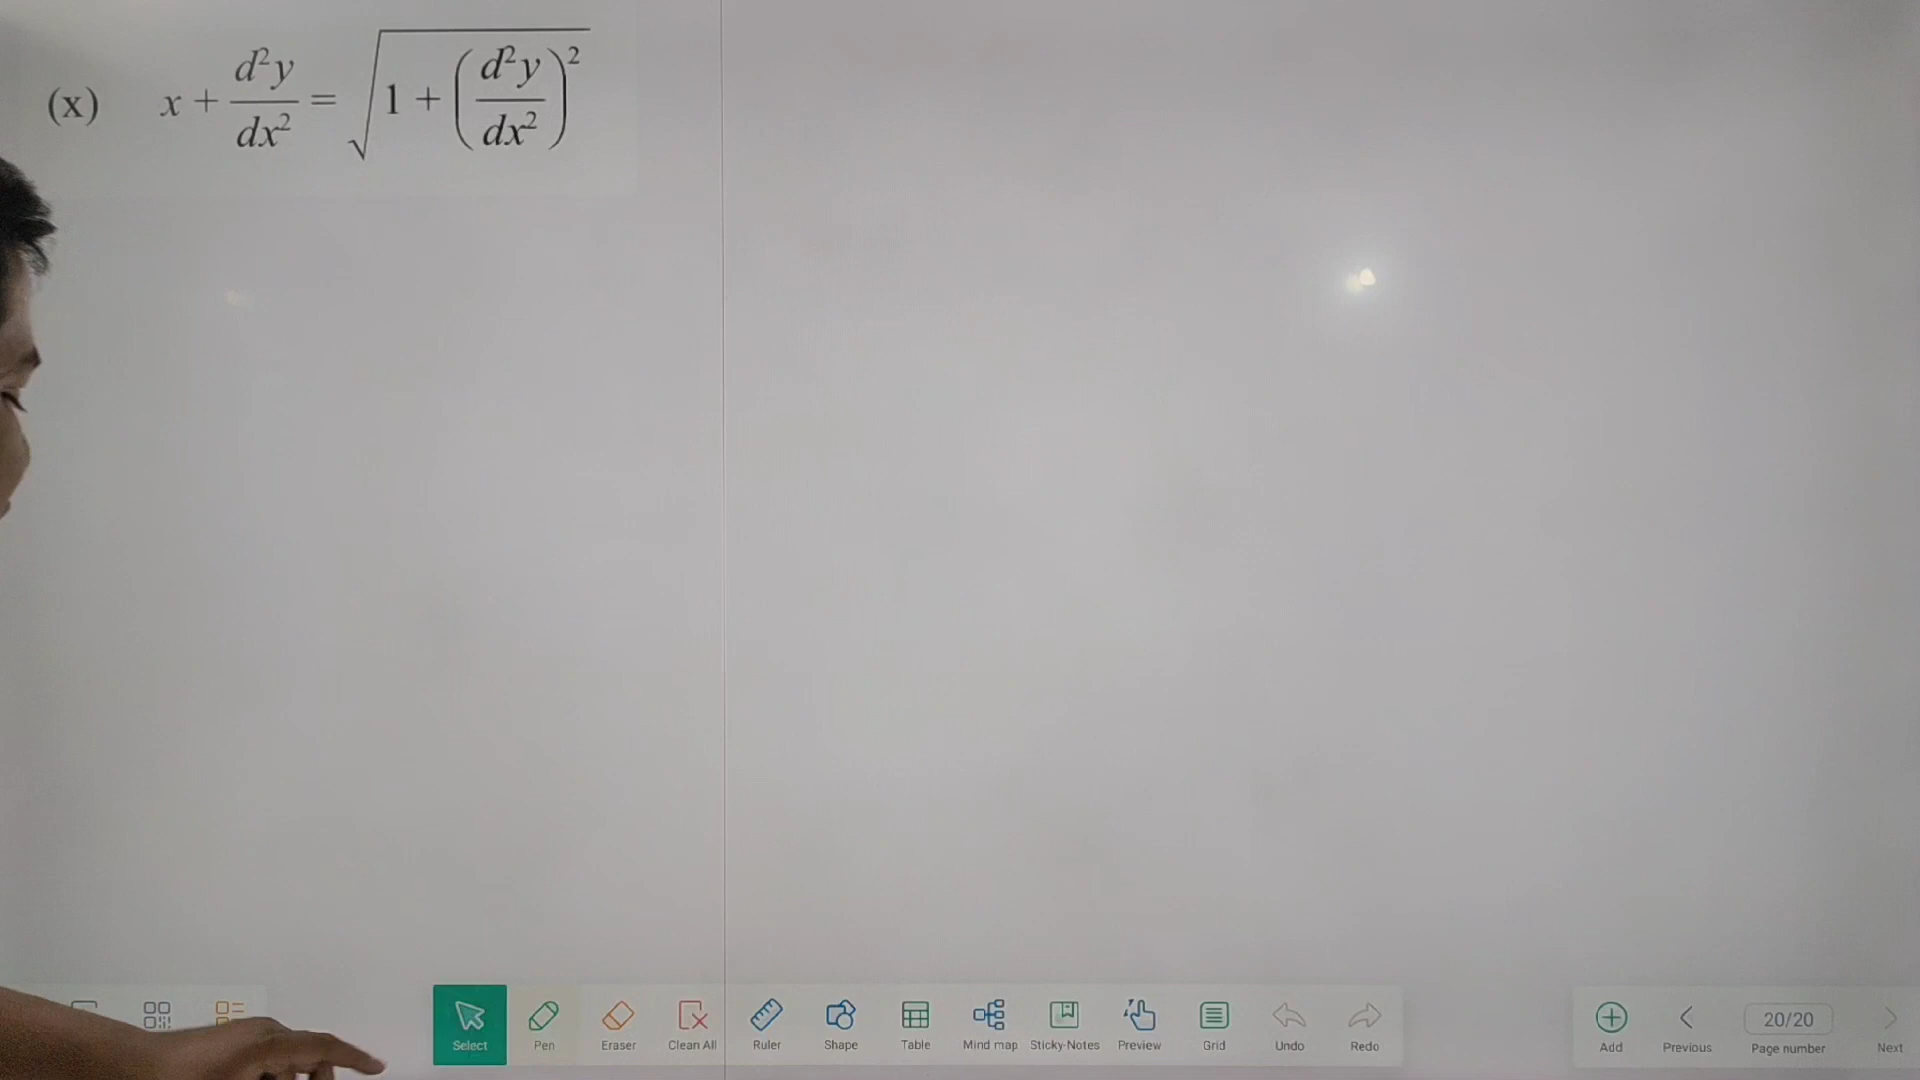 (x) x + d²y/dx² = √(1 + (d²y/dx²)²)
Select Pen Eraser Clean All Ruler Shape Table Mind map Sticky-Notes Preview Grid Undo Redo
20/20
Add Previous Page number Next